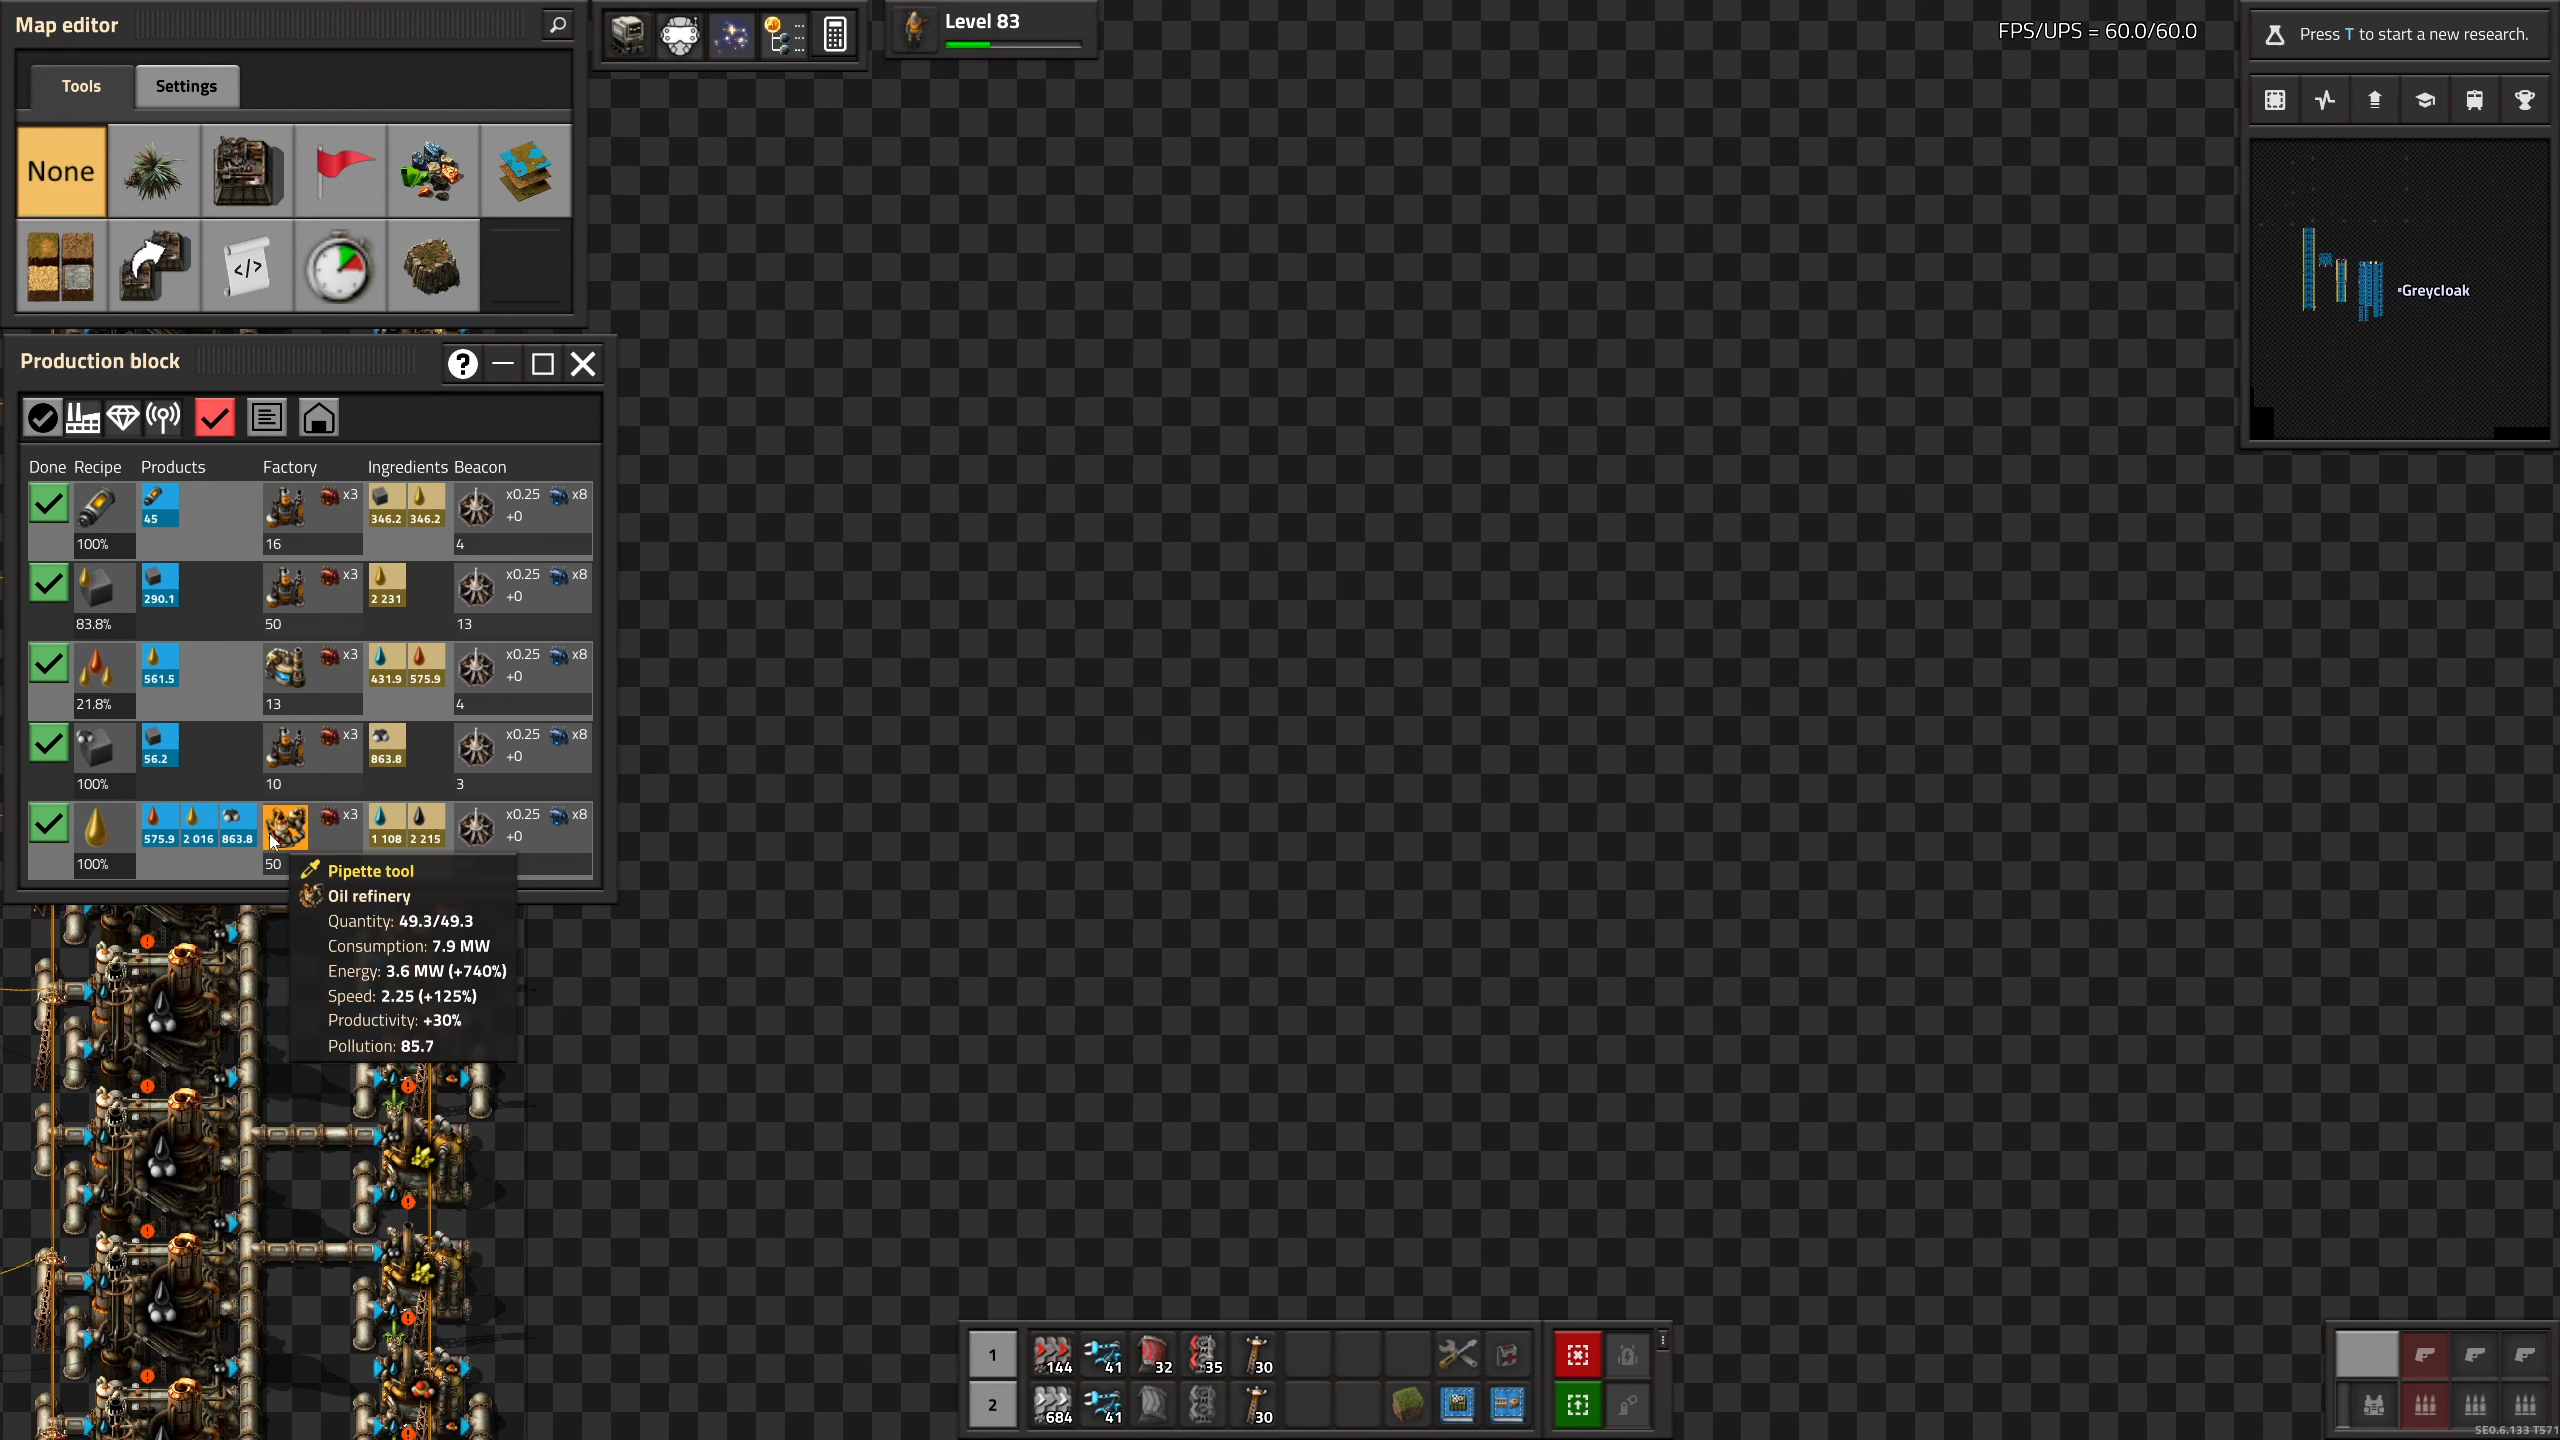 Map editor
Level 83
FPS/UPS = 60.0/60.0
Press T to start a new research.
Tools Settings
None
Greycloak
Production block
Done Recipe Products Factory Ingredients Beacon
x3 x0.25 x8
45 346.2 346.2 +0
100% 16 4
x3 x0.25 x8
290.1 2 231 +0
83.8% 50 13
x3 x0.25 x8
561.5 431.9 575.9 +0
21.8% 13 4
x3 x0.25 x8
56.2 863.8 +0
100% 10 3
x3 x0.25 x8
575.9 2 016 863.8 1 108 2 215 +0
100% 50
Pipette tool
Oil refinery
Quantity: 49.3/49.3
Consumption: 7.9 MW
Energy: 3.6 MW (+740%)
Speed: 2.25 (+125%)
Productivity: +30%
Pollution: 85.7
1 144 41 32 35 30
2 684 41 30
SE0.6.133 T571